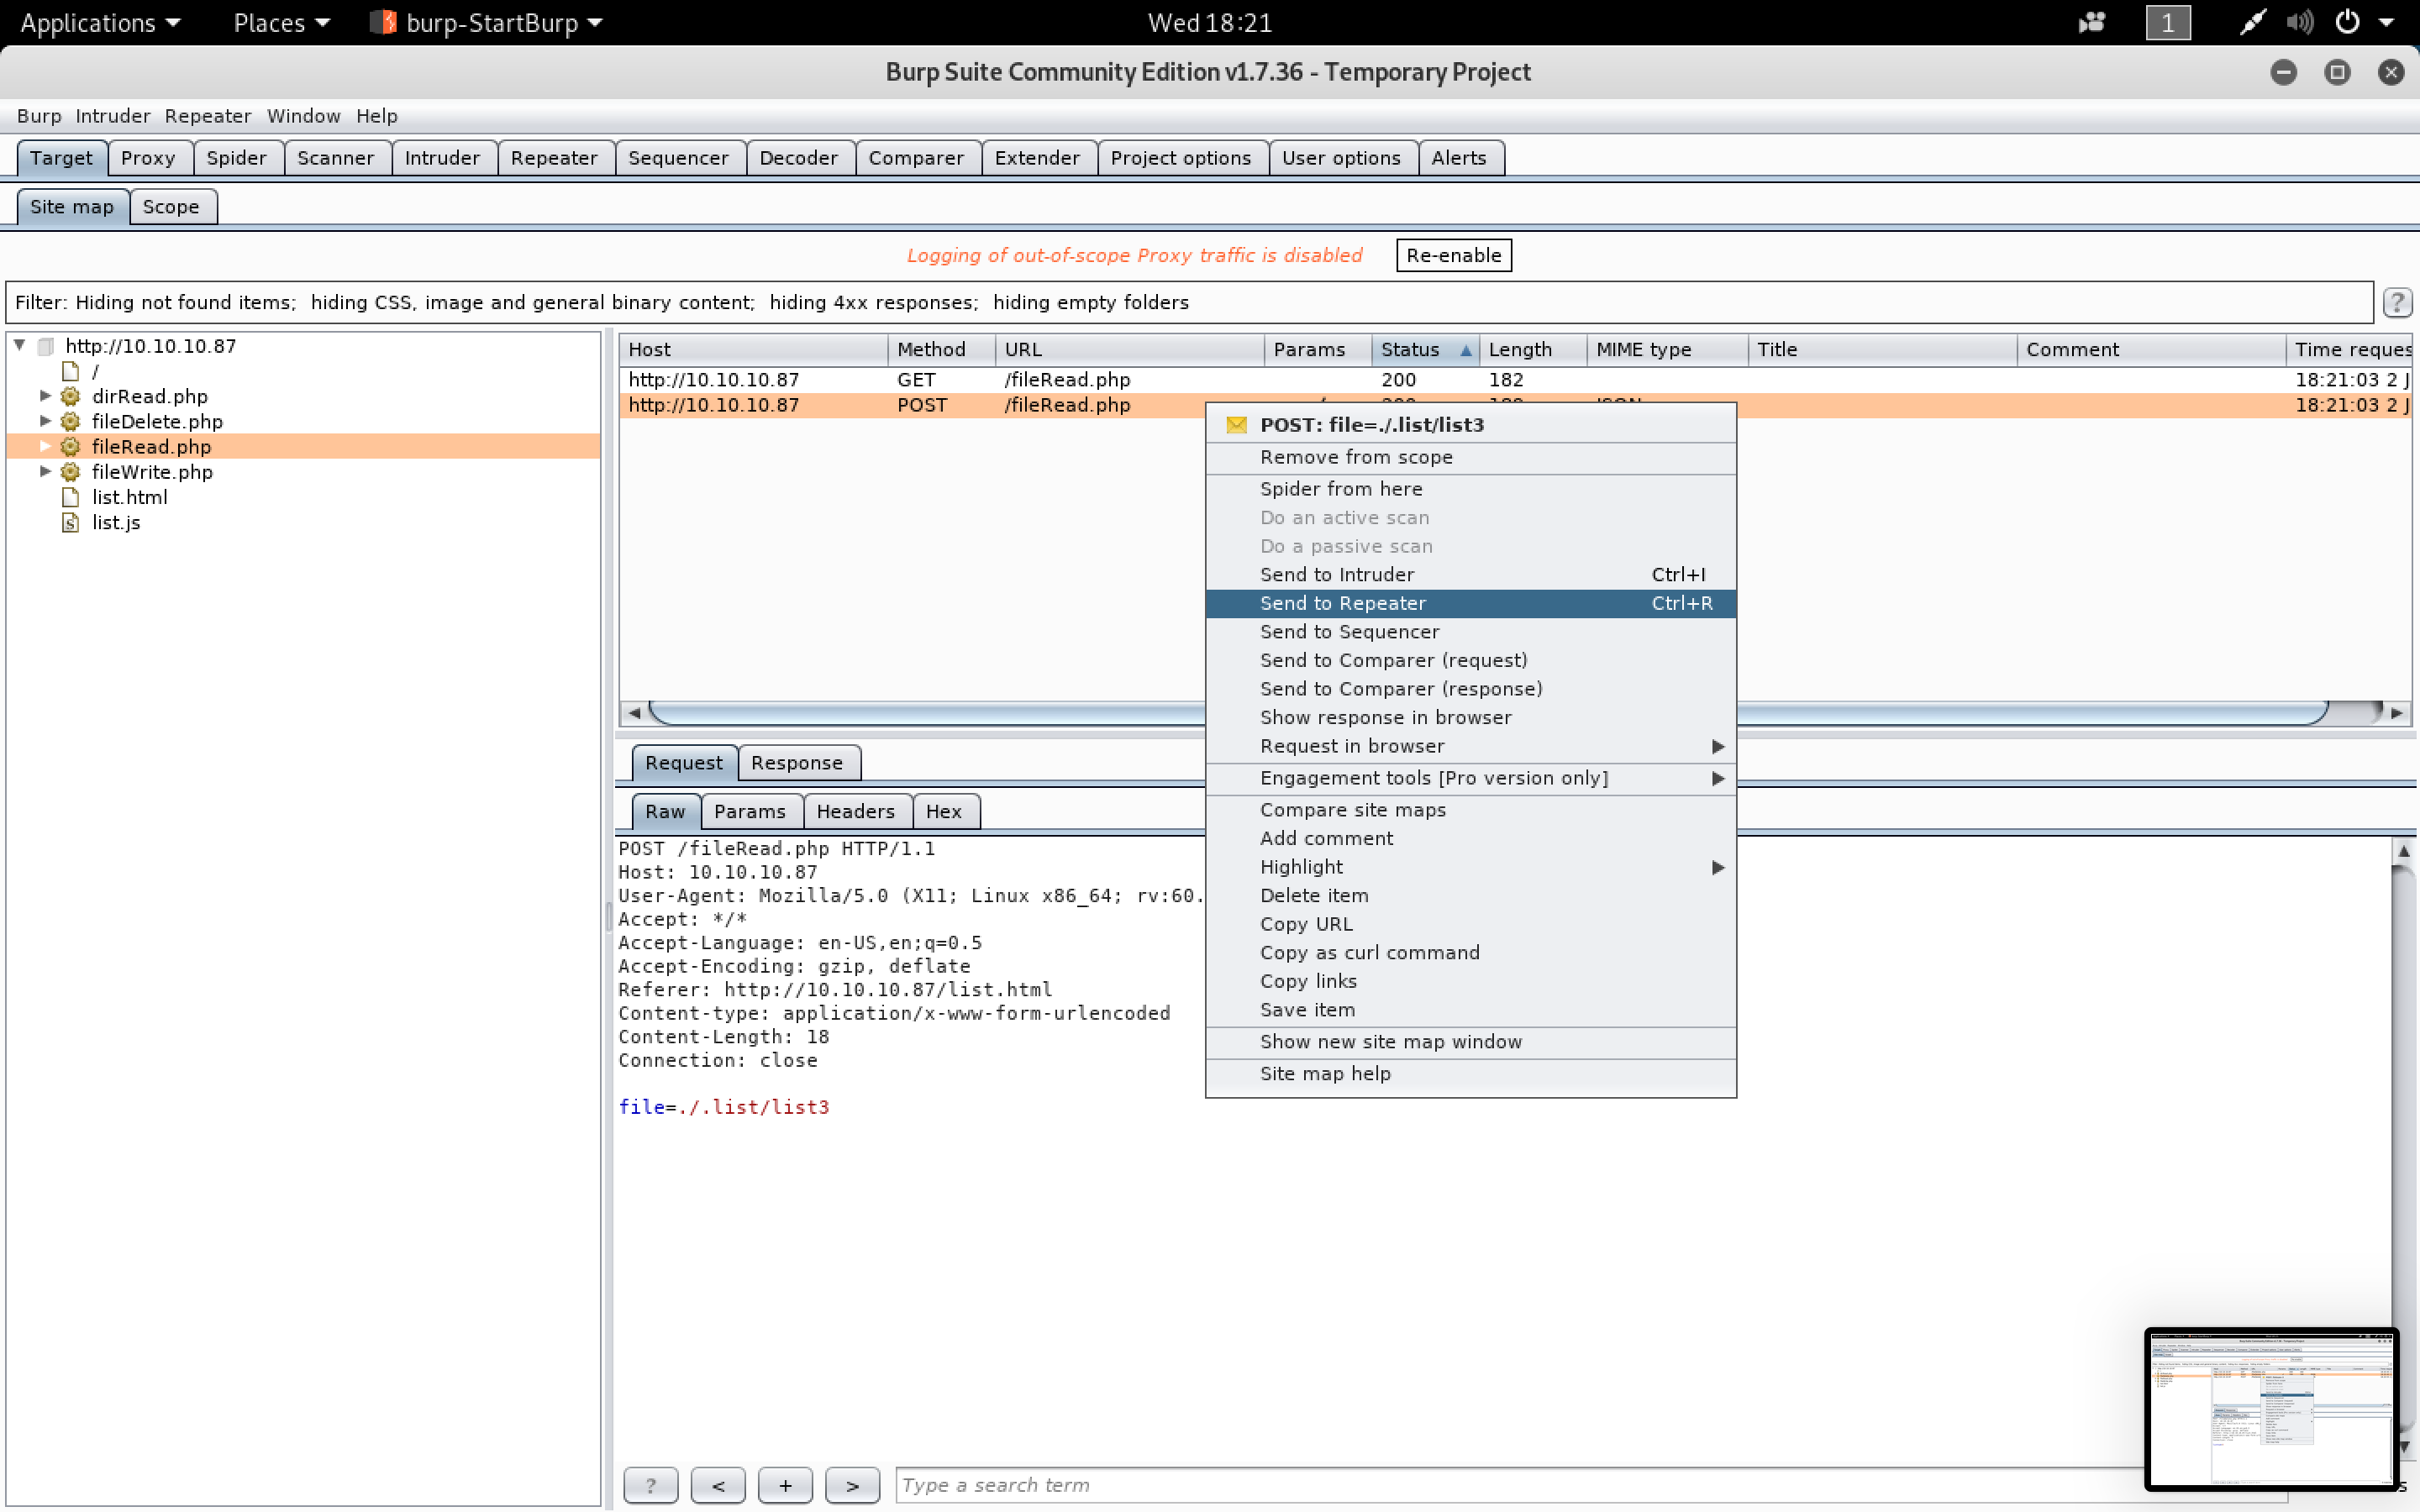 Applications Places burp-StartBurp Wed 18:21 1
Burp Suite Community Edition v1.7.36 - Temporary Project
Burp Intruder Repeater Window Help
Target Proxy Spider Scanner Intruder Repeater Sequencer Decoder Comparer Extender Project options User options Alerts
Site map Scope
Logging of out-of-scope Proxy traffic is disabled Re-enable
Filter: Hiding not found items; hiding CSS, image and general binary content; hiding 4xx responses; hiding empty folders ?
http://10.10.10.87
/
dirRead.php
fileDelete.php
fileRead.php
fileWrite.php
list.html
list.js
Host Method URL Params Status Length MIME type Title Comment Time reques
http://10.10.10.87 GET /fileRead.php 200 182 18:21:03 2 J
http://10.10.10.87 POST /fileRead.php 18:21:03 2 J
POST: file=./.list/list3
Remove from scope
Spider from here
Do an active scan
Do a passive scan
Send to Intruder Ctrl+I
Send to Repeater Ctrl+R
Send to Sequencer
Send to Comparer (request)
Send to Comparer (response)
Show response in browser
Request in browser
Engagement tools [Pro version only]
Compare site maps
Add comment
Highlight
Delete item
Copy URL
Copy as curl command
Copy links
Save item
Show new site map window
Site map help
Request Response
Raw Params Headers Hex
POST /fileRead.php HTTP/1.1
Host: 10.10.10.87
User-Agent: Mozilla/5.0 (X11; Linux x86_64; rv:60.
Accept: */*
Accept-Language: en-US,en;q=0.5
Accept-Encoding: gzip, deflate
Referer: http://10.10.10.87/list.html
Content-type: application/x-www-form-urlencoded
Content-Length: 18
Connection: close
file=./.list/list3
? < + > Type a search term